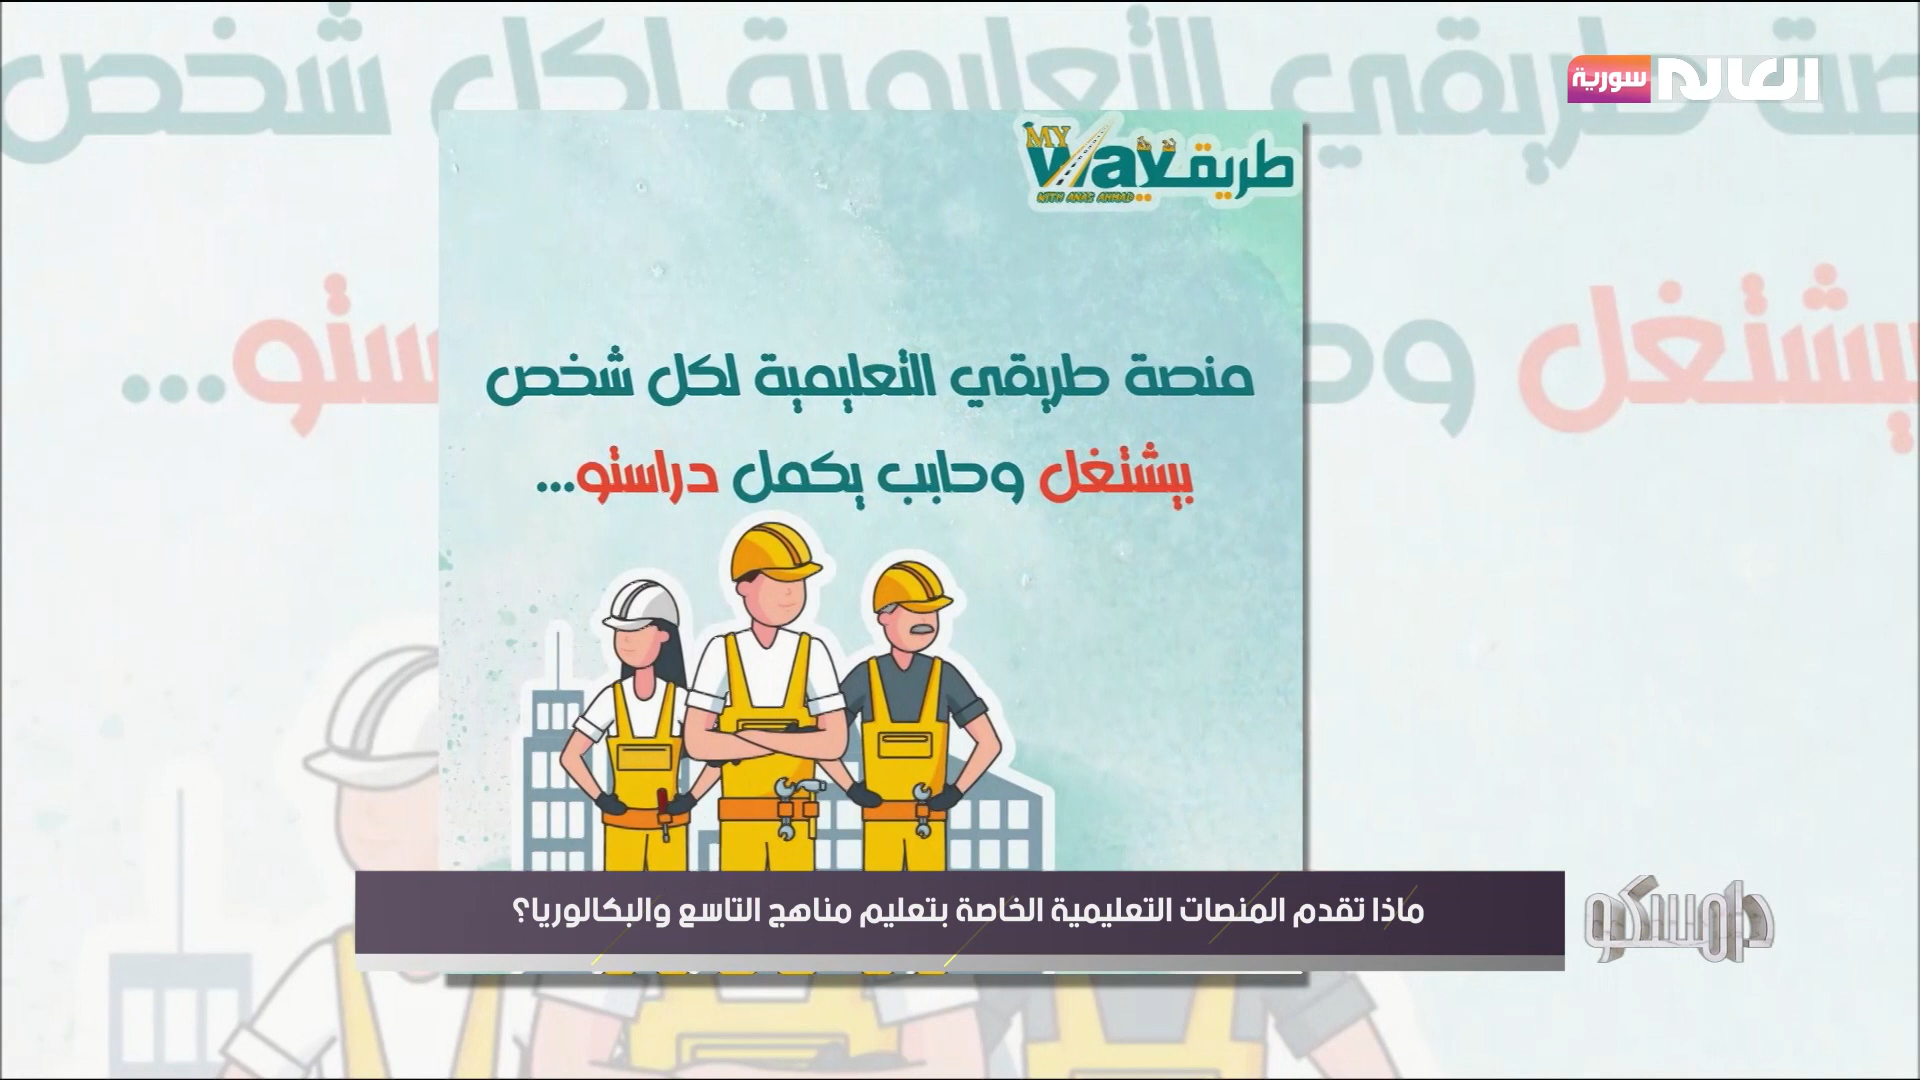 العالم سورية
MY
Way طريقي
WITH ANAS AHMAD
منصة طريقي التعليمية لكل شخص
بيشتغل وحابب يكمل دراستو...
ماذا تقدم المنصات التعليمية الخاصة بتعليم مناهج التاسع والبكالوريا؟
دامسكو